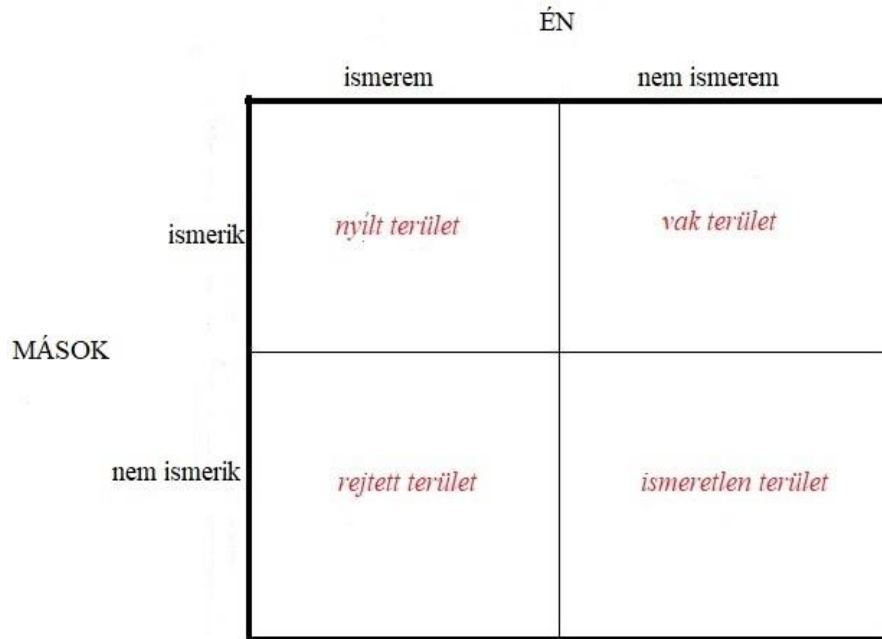 ÉN
ismerem nem ismerem
ismerik nyílt terület vak terület
MÁSOK
nem ismerik rejtett terület ismeretlen terület